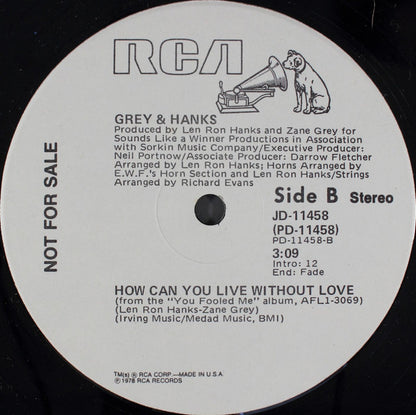 RCA
GREY & HANKS
Produced by Len Ron Hanks and Zane Grey for
Sounds Like a Winner Productions in Association
with Sorkin Music Company/Executive Producer:
Neil Portnow/Associate Producer: Darrow Fletcher
Arranged by Len Ron Hanks; Horns Arranged by
E.W.F.'s Horn Section and Len Ron Hanks/Strings
Arranged by Richard Evans
NOT FOR SALE
Side B Stereo
JD-11458
(PD-11458)
PD-11458-B
3:09
Intro: 12
End: Fade
HOW CAN YOU LIVE WITHOUT LOVE
(from the "You Fooled Me" album, AFL1-3069)
(Len Ron Hanks-Zane Grey)
(Irving Music/Medad Music, BMI)
TM(s) ® RCA CORP.—MADE IN U.S.A.
℗ 1978 RCA RECORDS